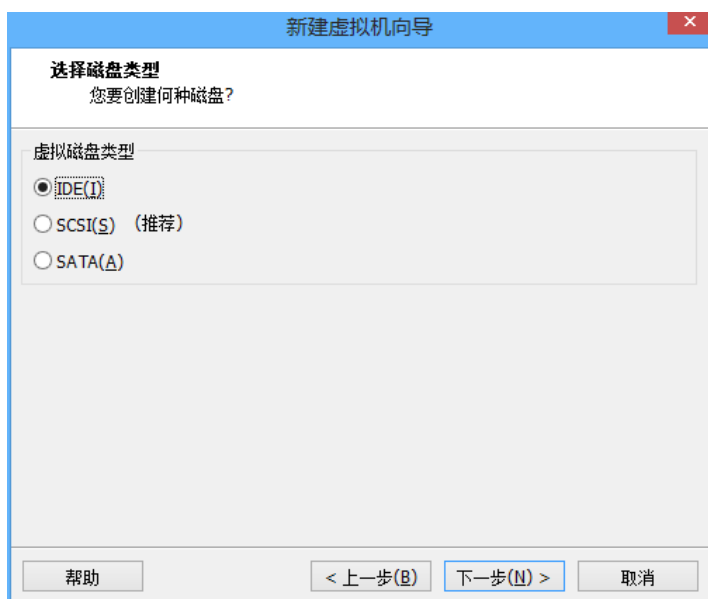 新建虚拟机向导
选择磁盘类型
您要创建何种磁盘?
虚拟磁盘类型
IDE(I)
SCSI(S) (推荐)
SATA(A)
帮助 < 上一步(B) 下一步(N) > 取消